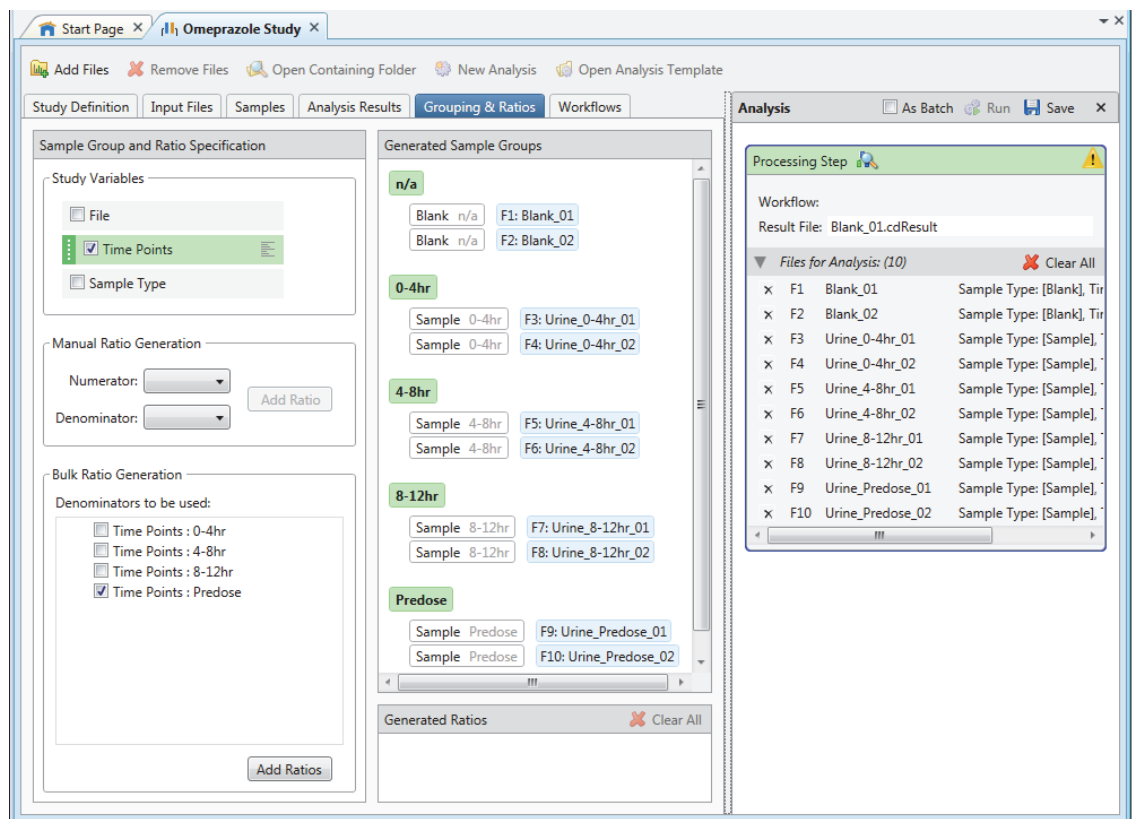 Start Page
Omeprazole Study
Add Files Remove Files Open Containing Folder New Analysis Open Analysis Template
Study Definition Input Files Samples Analysis Results Grouping & Ratios Workflows
Sample Group and Ratio Specification
Study Variables
File
Time Points
Sample Type
Manual Ratio Generation
Numerator:
Denominator:
Add Ratio
Bulk Ratio Generation
Denominators to be used:
Time Points : 0-4hr
Time Points : 4-8hr
Time Points : 8-12hr
Time Points : Predose
Add Ratios
Generated Sample Groups
n/a
Blank n/a F1: Blank_01
Blank n/a F2: Blank_02
0-4hr
Sample 0-4hr F3: Urine_0-4hr_01
Sample 0-4hr F4: Urine_0-4hr_02
4-8hr
Sample 4-8hr F5: Urine_4-8hr_01
Sample 4-8hr F6: Urine_4-8hr_02
8-12hr
Sample 8-12hr F7: Urine_8-12hr_01
Sample 8-12hr F8: Urine_8-12hr_02
Predose
Sample Predose F9: Urine_Predose_01
Sample Predose F10: Urine_Predose_02
Generated Ratios Clear All
Analysis As Batch Run Save
Processing Step
Workflow:
Result File: Blank_01.cdResult
Files for Analysis: (10) Clear All
F1 Blank_01 Sample Type: [Blank], Tir
F2 Blank_02 Sample Type: [Blank], Tir
F3 Urine_0-4hr_01 Sample Type: [Sample],
F4 Urine_0-4hr_02 Sample Type: [Sample],
F5 Urine_4-8hr_01 Sample Type: [Sample],
F6 Urine_4-8hr_02 Sample Type: [Sample],
F7 Urine_8-12hr_01 Sample Type: [Sample],
F8 Urine_8-12hr_02 Sample Type: [Sample],
F9 Urine_Predose_01 Sample Type: [Sample],
F10 Urine_Predose_02 Sample Type: [Sample],